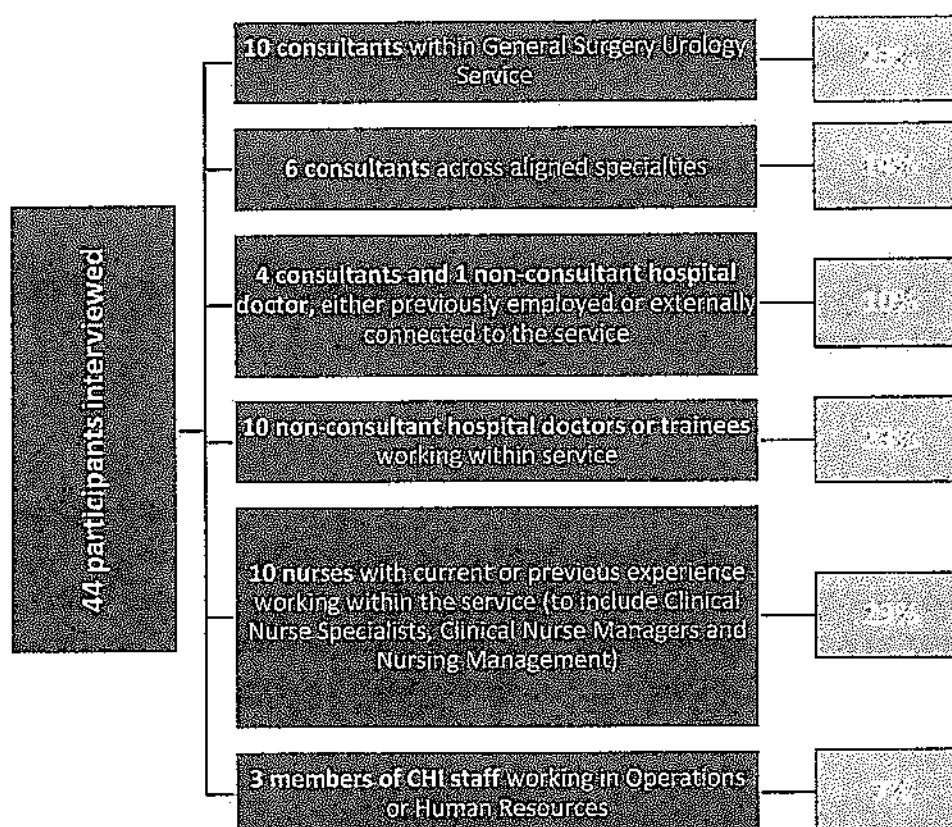 44 participants interviewed
10 consultants within General Surgery Urology
Service
6 consultants across aligned specialties
4 consultants and 1 non-consultant hospital
doctor, either previously employed or externally
connected to the service
10%
10 non-consultant hospital doctors or trainees
working within service
23%
10 nurses with current or previous experience
working within the service (to include Clinical
Nurse Specialists, Clinical Nurse Managers and
Nursing Management)
23%
3 members of CHI staff working in Operations
or Human Resources